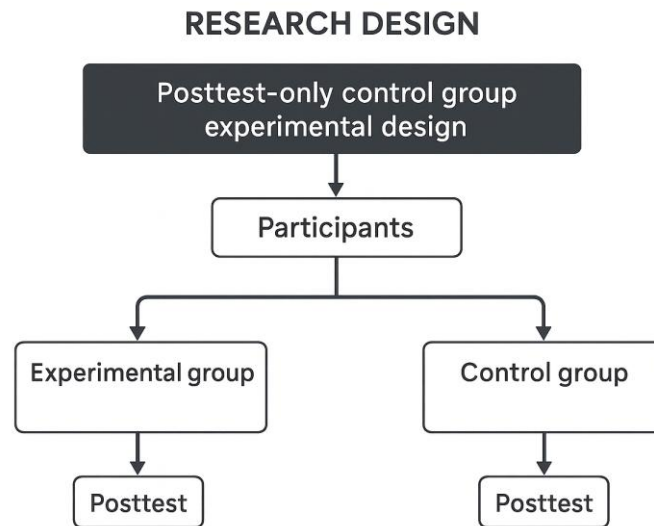 RESEARCH DESIGN
Posttest-only control group
experimental design
Participants
Experimental group
Control group
Posttest
Posttest